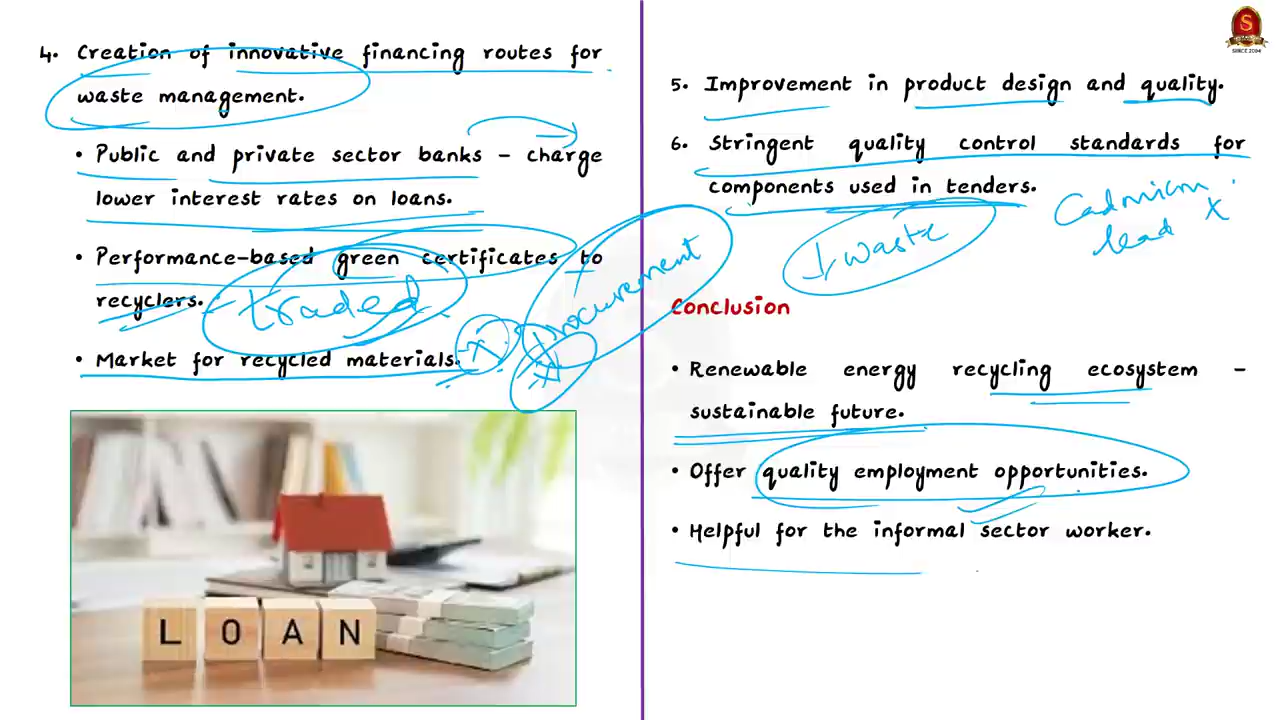 4. Creation of innovative financing routes for
waste management.
• Public and private sector banks – charge
lower interest rates on loans.
• Performance-based green certificates to
recyclers.
traded
• Market for recycled materials.
procurement
LOAN
S
SINCE 2004
5. Improvement in product design and quality.
6. Stringent quality control standards for
components used in tenders.
Cadmium x
lead
↓ waste
Conclusion
• Renewable energy recycling ecosystem –
sustainable future.
• Offer quality employment opportunities.
• Helpful for the informal sector worker.